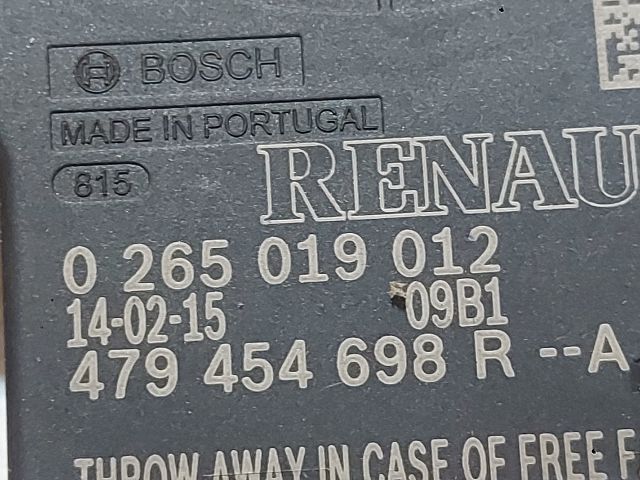 BOSCH
MADE IN PORTUGAL
815
RENAU
0 265 019 012
14-02-15 09B1
479 454 698 R --A
THROW AWAY IN CASE OF FREE F